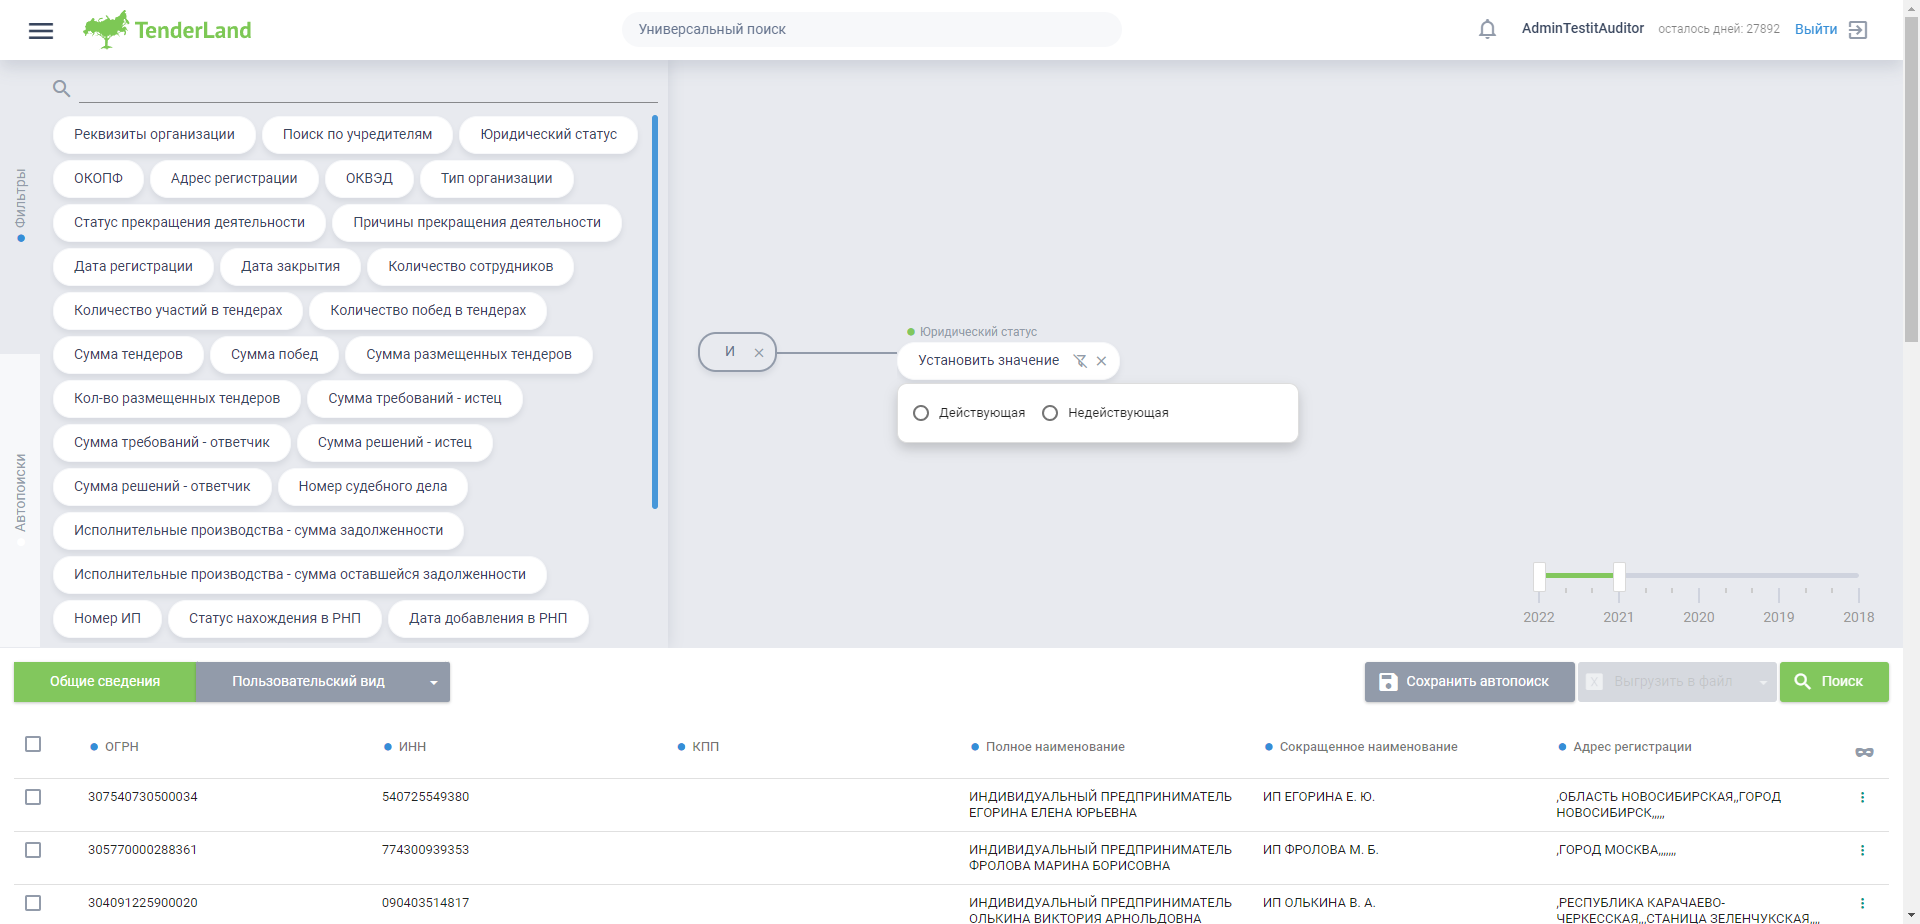 TenderLand
Универсальный поиск
AdminTestitAuditor
осталось дней: 27892
Выйти
Фильтры
Автопоиски
Реквизиты организации
Поиск по учредителям
Юридический статус
ОКОПФ
Адрес регистрации
ОКВЭД
Тип организации
Статус прекращения деятельности
Причины прекращения деятельности
Дата регистрации
Дата закрытия
Количество сотрудников
Количество участий в тендерах
Количество побед в тендерах
Сумма тендеров
Сумма побед
Сумма размещенных тендеров
Кол-во размещенных тендеров
Сумма требований - истец
Сумма требований - ответчик
Сумма решений - истец
Сумма решений - ответчик
Номер судебного дела
Исполнительные производства - сумма задолженности
Исполнительные производства - сумма оставшейся задолженности
Номер ИП
Статус нахождения в РНП
Дата добавления в РНП
И
Юридический статус
Установить значение
Действующая
Недействующая
2022
2021
2020
2019
2018
Общие сведения
Пользовательский вид
Сохранить автопоиск
Выгрузить в файл
Поиск
ОГРН
ИНН
КПП
Полное наименование
Сокращенное наименование
Адрес регистрации
307540730500034
540725549380
ИНДИВИДУАЛЬНЫЙ ПРЕДПРИНИМАТЕЛЬ
ЕГОРИНА ЕЛЕНА ЮРЬЕВНА
ИП ЕГОРИНА Е. Ю.
,ОБЛАСТЬ НОВОСИБИРСКАЯ,,ГОРОД
НОВОСИБИРСК,,,,,
305770000288361
774300939353
ИНДИВИДУАЛЬНЫЙ ПРЕДПРИНИМАТЕЛЬ
ФРОЛОВА МАРИНА БОРИСОВНА
ИП ФРОЛОВА М. Б.
,ГОРОД МОСКВА,,,,,,,
304091225900020
090403514817
ИНДИВИДУАЛЬНЫЙ ПРЕДПРИНИМАТЕЛЬ
ОЛЬКИНА ВИКТОРИЯ АРНОЛЬДОВНА
ИП ОЛЬКИНА В. А.
,РЕСПУБЛИКА КАРАЧАЕВО-
ЧЕРКЕССКАЯ,,,СТАНИЦА ЗЕЛЕНЧУКСКАЯ,,,,